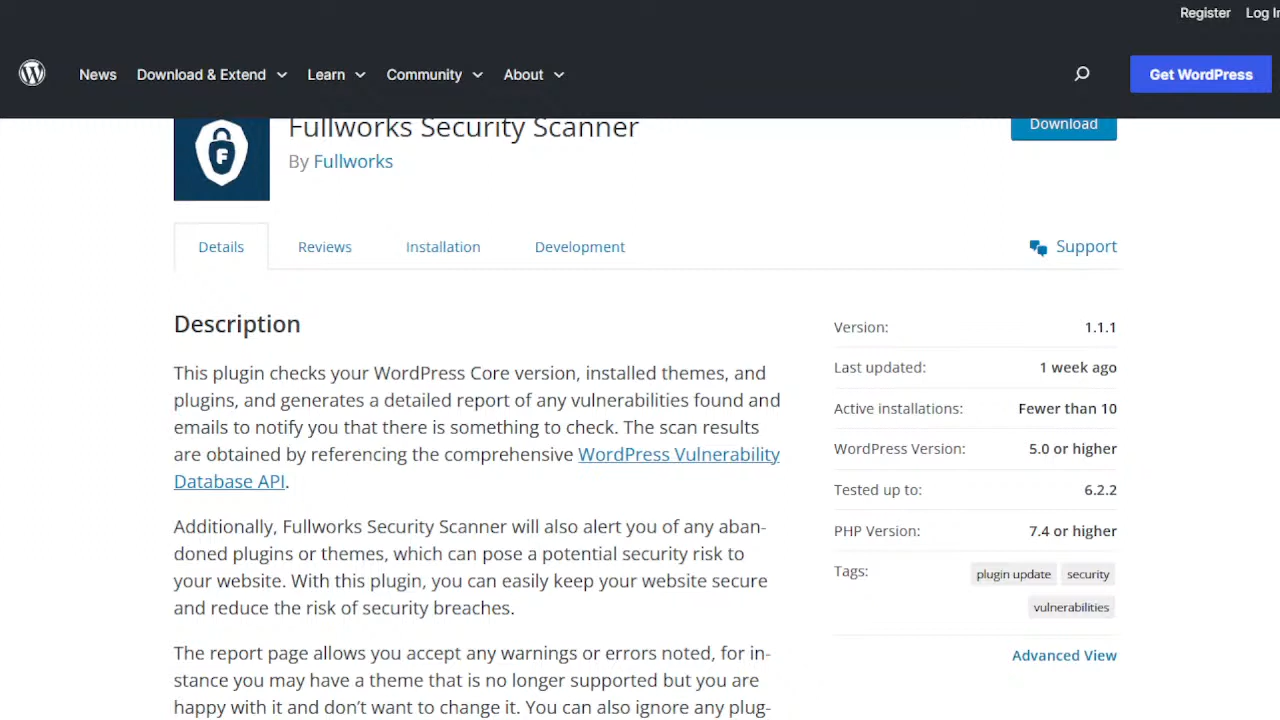 Register Log In
News Download & Extend Learn Community About Get WordPress
Fullworks Security Scanner
By Fullworks
Download
F
Details Reviews Installation Development Support
Description
This plugin checks your WordPress Core version, installed themes, and
plugins, and generates a detailed report of any vulnerabilities found and
emails to notify you that there is something to check. The scan results
are obtained by referencing the comprehensive WordPress Vulnerability
Database API.
Additionally, Fullworks Security Scanner will also alert you of any aban-
doned plugins or themes, which can pose a potential security risk to
your website. With this plugin, you can easily keep your website secure
and reduce the risk of security breaches.
The report page allows you accept any warnings or errors noted, for in-
stance you may have a theme that is no longer supported but you are
happy with it and don’t want to change it. You can also ignore any plug-
Version: 1.1.1
Last updated: 1 week ago
Active installations: Fewer than 10
WordPress Version: 5.0 or higher
Tested up to: 6.2.2
PHP Version: 7.4 or higher
Tags: plugin update security
vulnerabilities
Advanced View